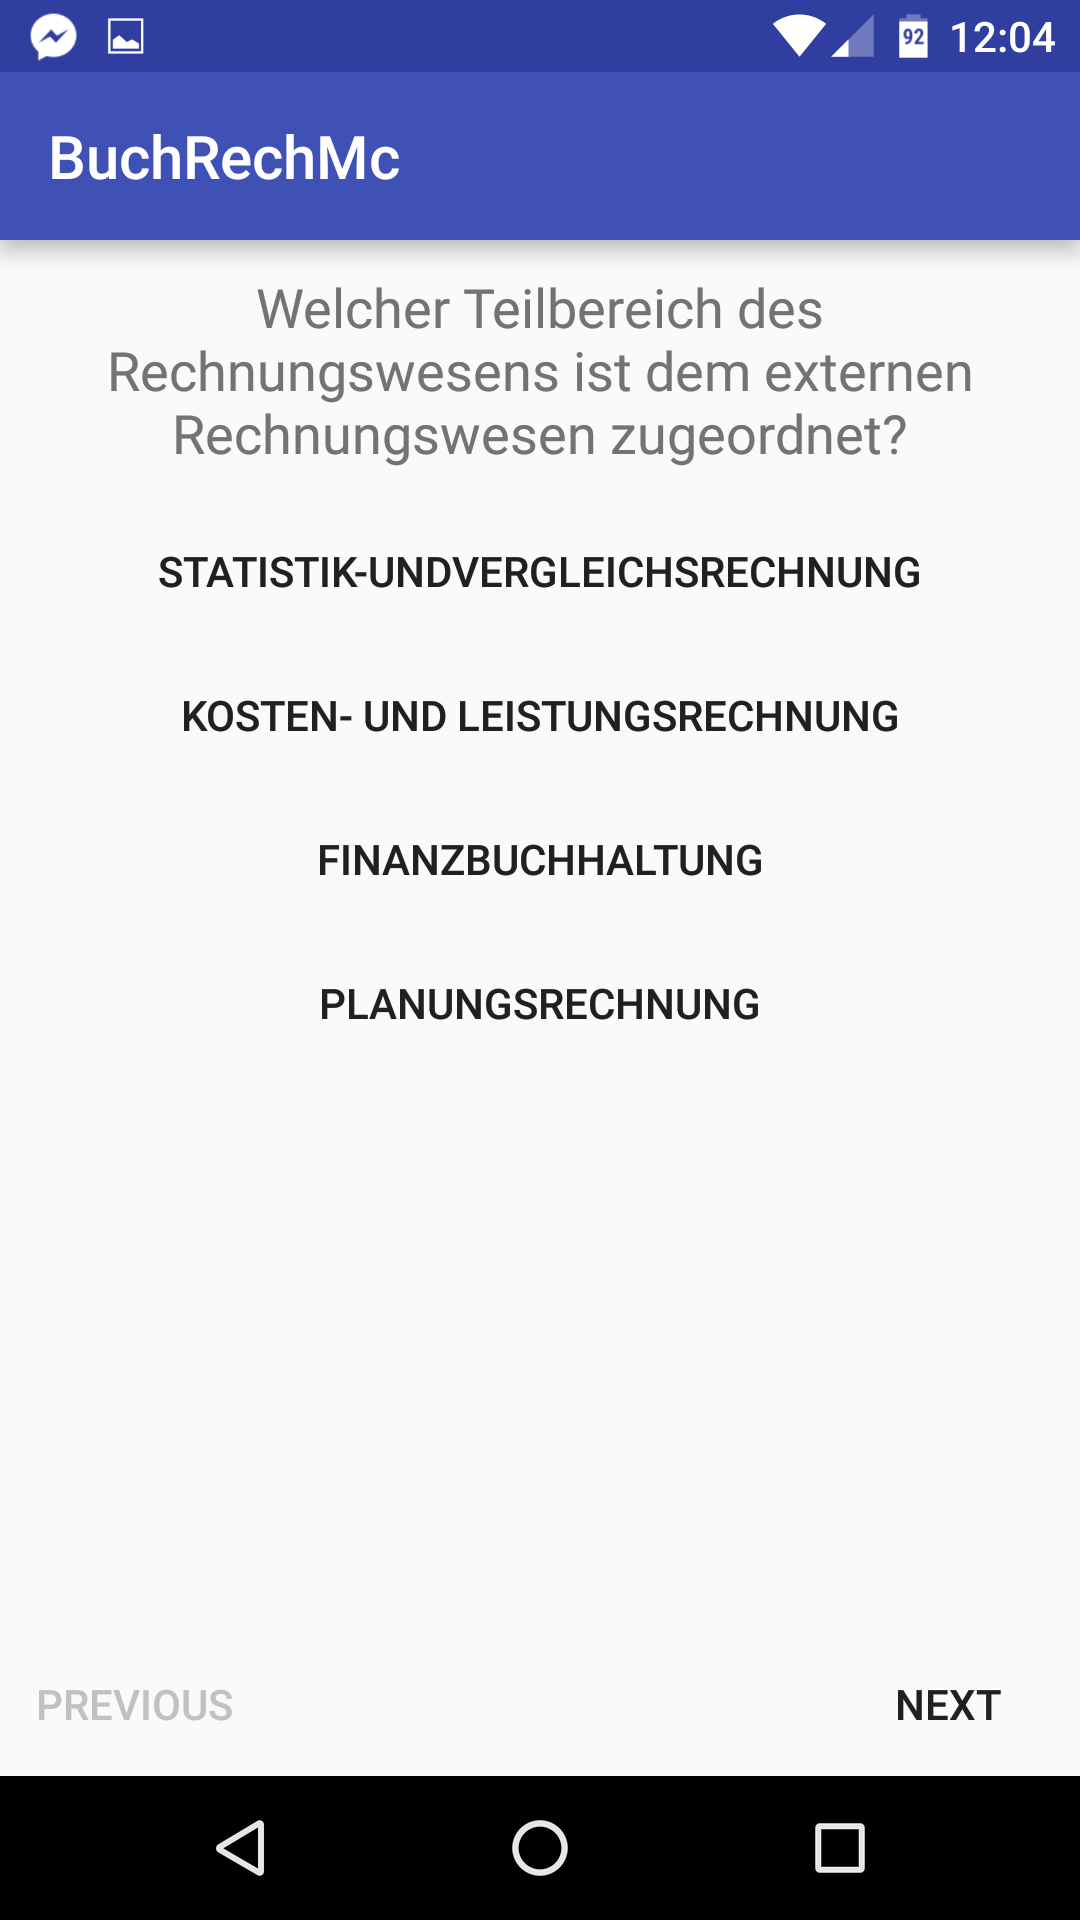 92 12:04
BuchRechMc
Welcher Teilbereich des
Rechnungswesens ist dem externen
Rechnungswesen zugeordnet?
STATISTIK-UNDVERGLEICHSRECHNUNG
KOSTEN- UND LEISTUNGSRECHNUNG
FINANZBUCHHALTUNG
PLANUNGSRECHNUNG
PREVIOUS NEXT